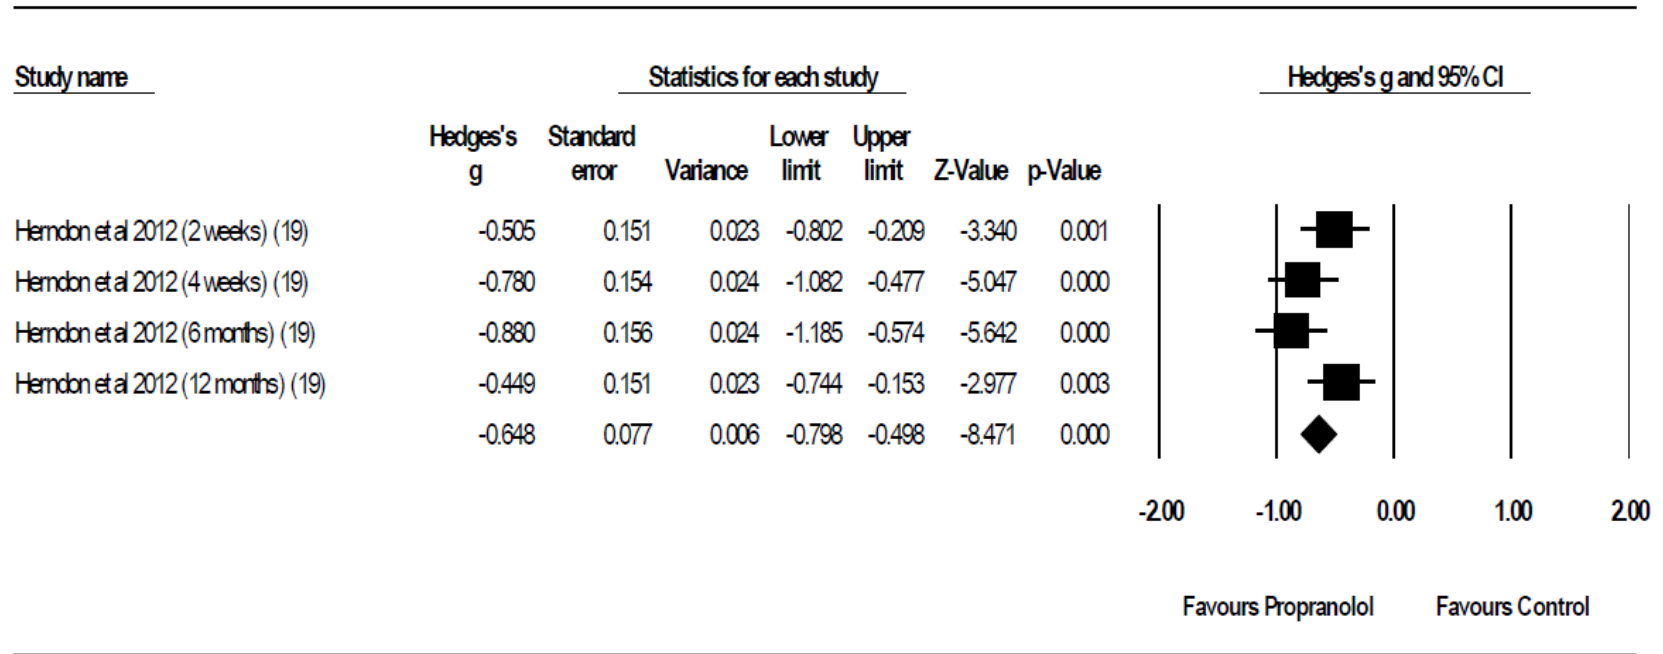 Study name Statistics for each study Hedges's g and 95% CI
Hedges's Standard Lower Upper
g error Variance limit limit Z-Value p-Value
Herndon et al 2012 (2 weeks) (19) -0.505 0.151 0.023 -0.802 -0.209 -3.340 0.001
Herndon et al 2012 (4 weeks) (19) -0.780 0.154 0.024 -1.082 -0.477 -5.047 0.000
Herndon et al 2012 (6 months) (19) -0.880 0.156 0.024 -1.185 -0.574 -5.642 0.000
Herndon et al 2012 (12 months) (19) -0.449 0.151 0.023 -0.744 -0.153 -2.977 0.003
-0.648 0.077 0.006 -0.798 -0.498 -8.471 0.000
-2.00 -1.00 0.00 1.00 2.00
Favours Propranolol Favours Control